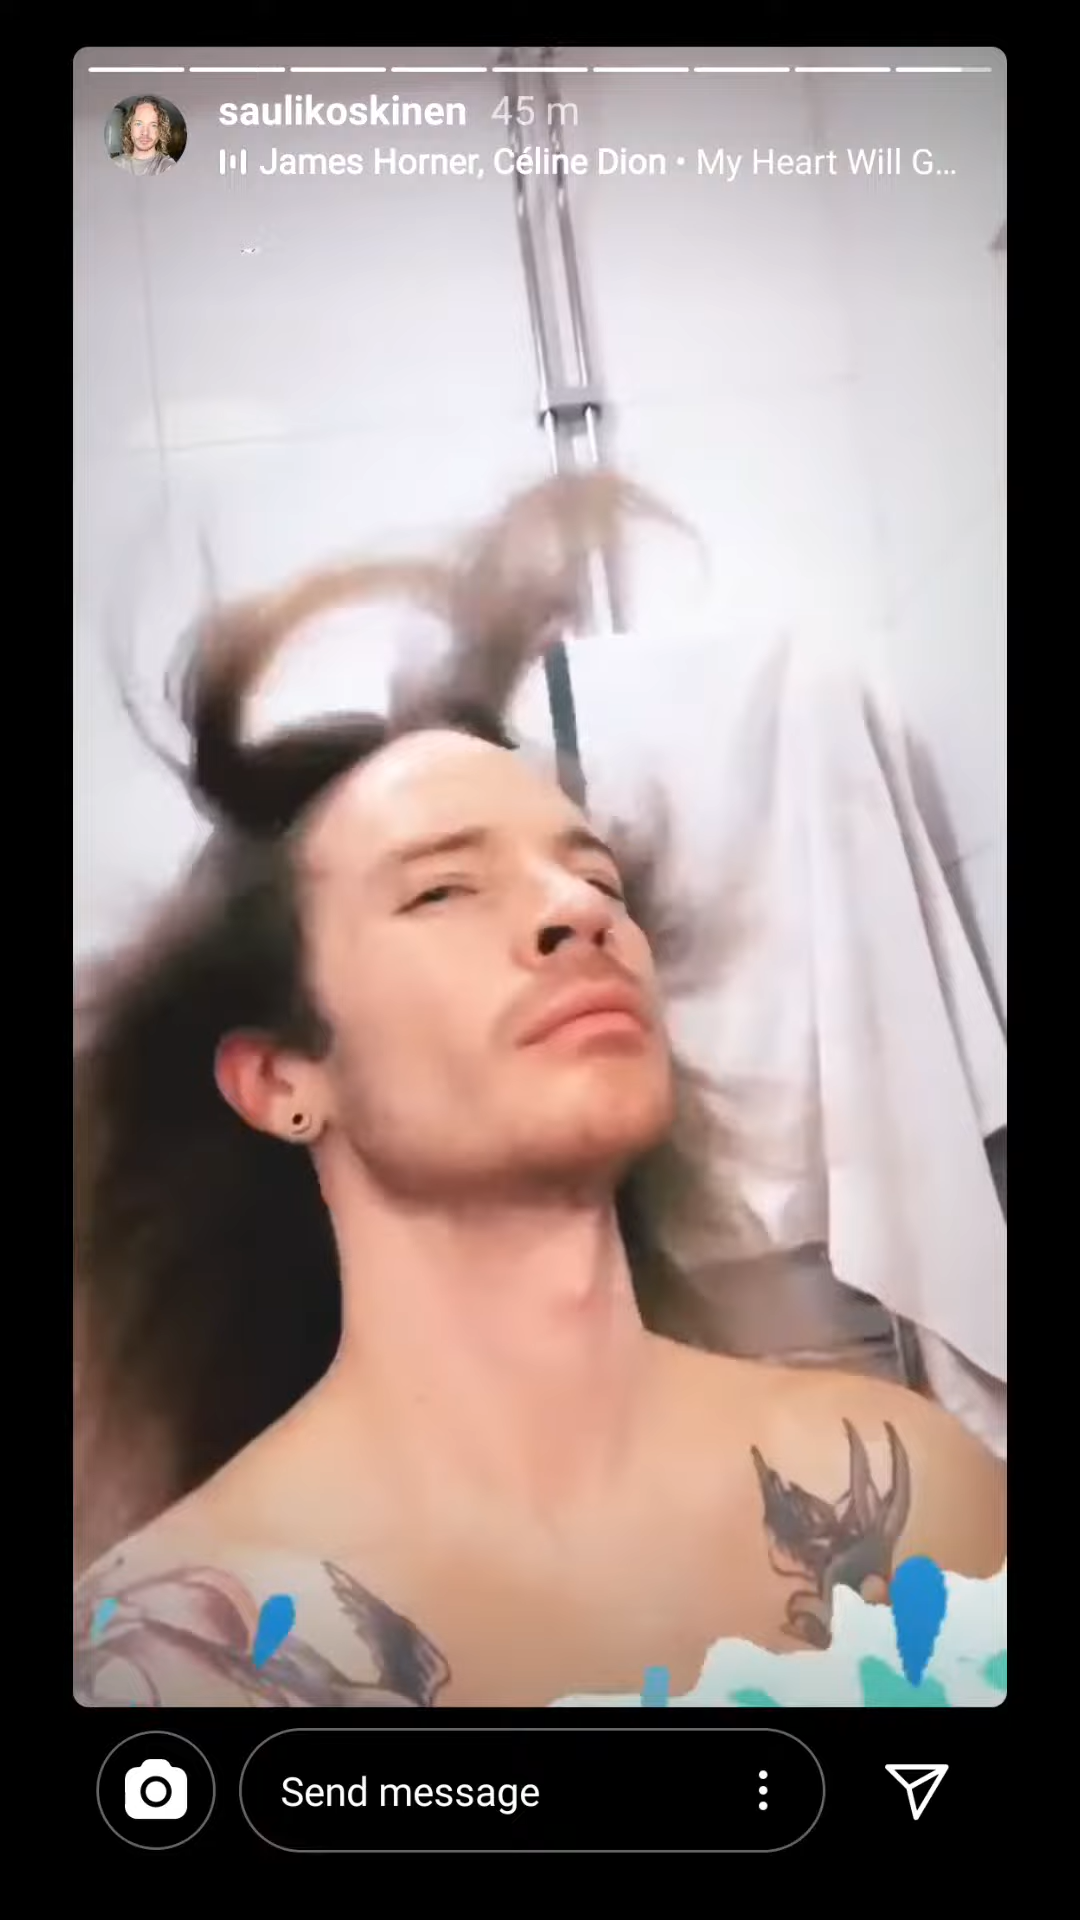 saulikoskinen 45 m
James Horner, Céline Dion • My Heart Will G...
Send message